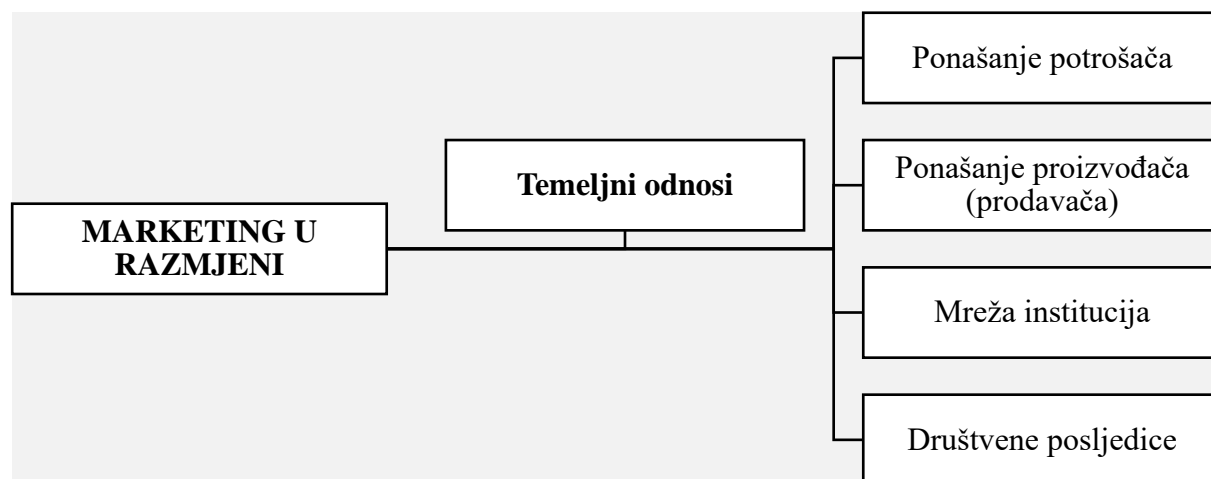 MARKETING U
RAZMJENI
Temeljni odnosi
Ponašanje potrošača
Ponašanje proizvođača
(prodavača)
Mreža institucija
Društvene posljedice